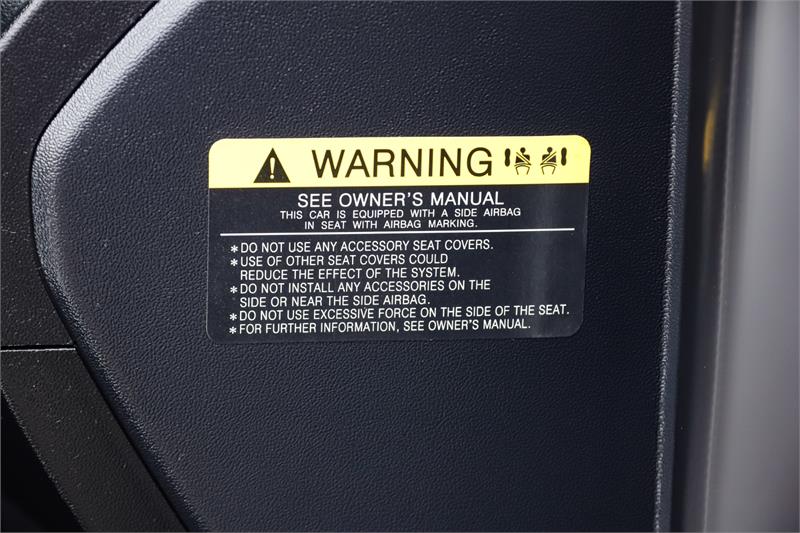 WARNING
SEE OWNER'S MANUAL
THIS CAR IS EQUIPPED WITH A SIDE AIRBAG
IN SEAT WITH AIRBAG MARKING.
*DO NOT USE ANY ACCESSORY SEAT COVERS.
*USE OF OTHER SEAT COVERS COULD
REDUCE THE EFFECT OF THE SYSTEM.
*DO NOT INSTALL ANY ACCESSORIES ON THE
SIDE OR NEAR THE SIDE AIRBAG.
*DO NOT USE EXCESSIVE FORCE ON THE SIDE OF THE SEAT.
*FOR FURTHER INFORMATION, SEE OWNER'S MANUAL.